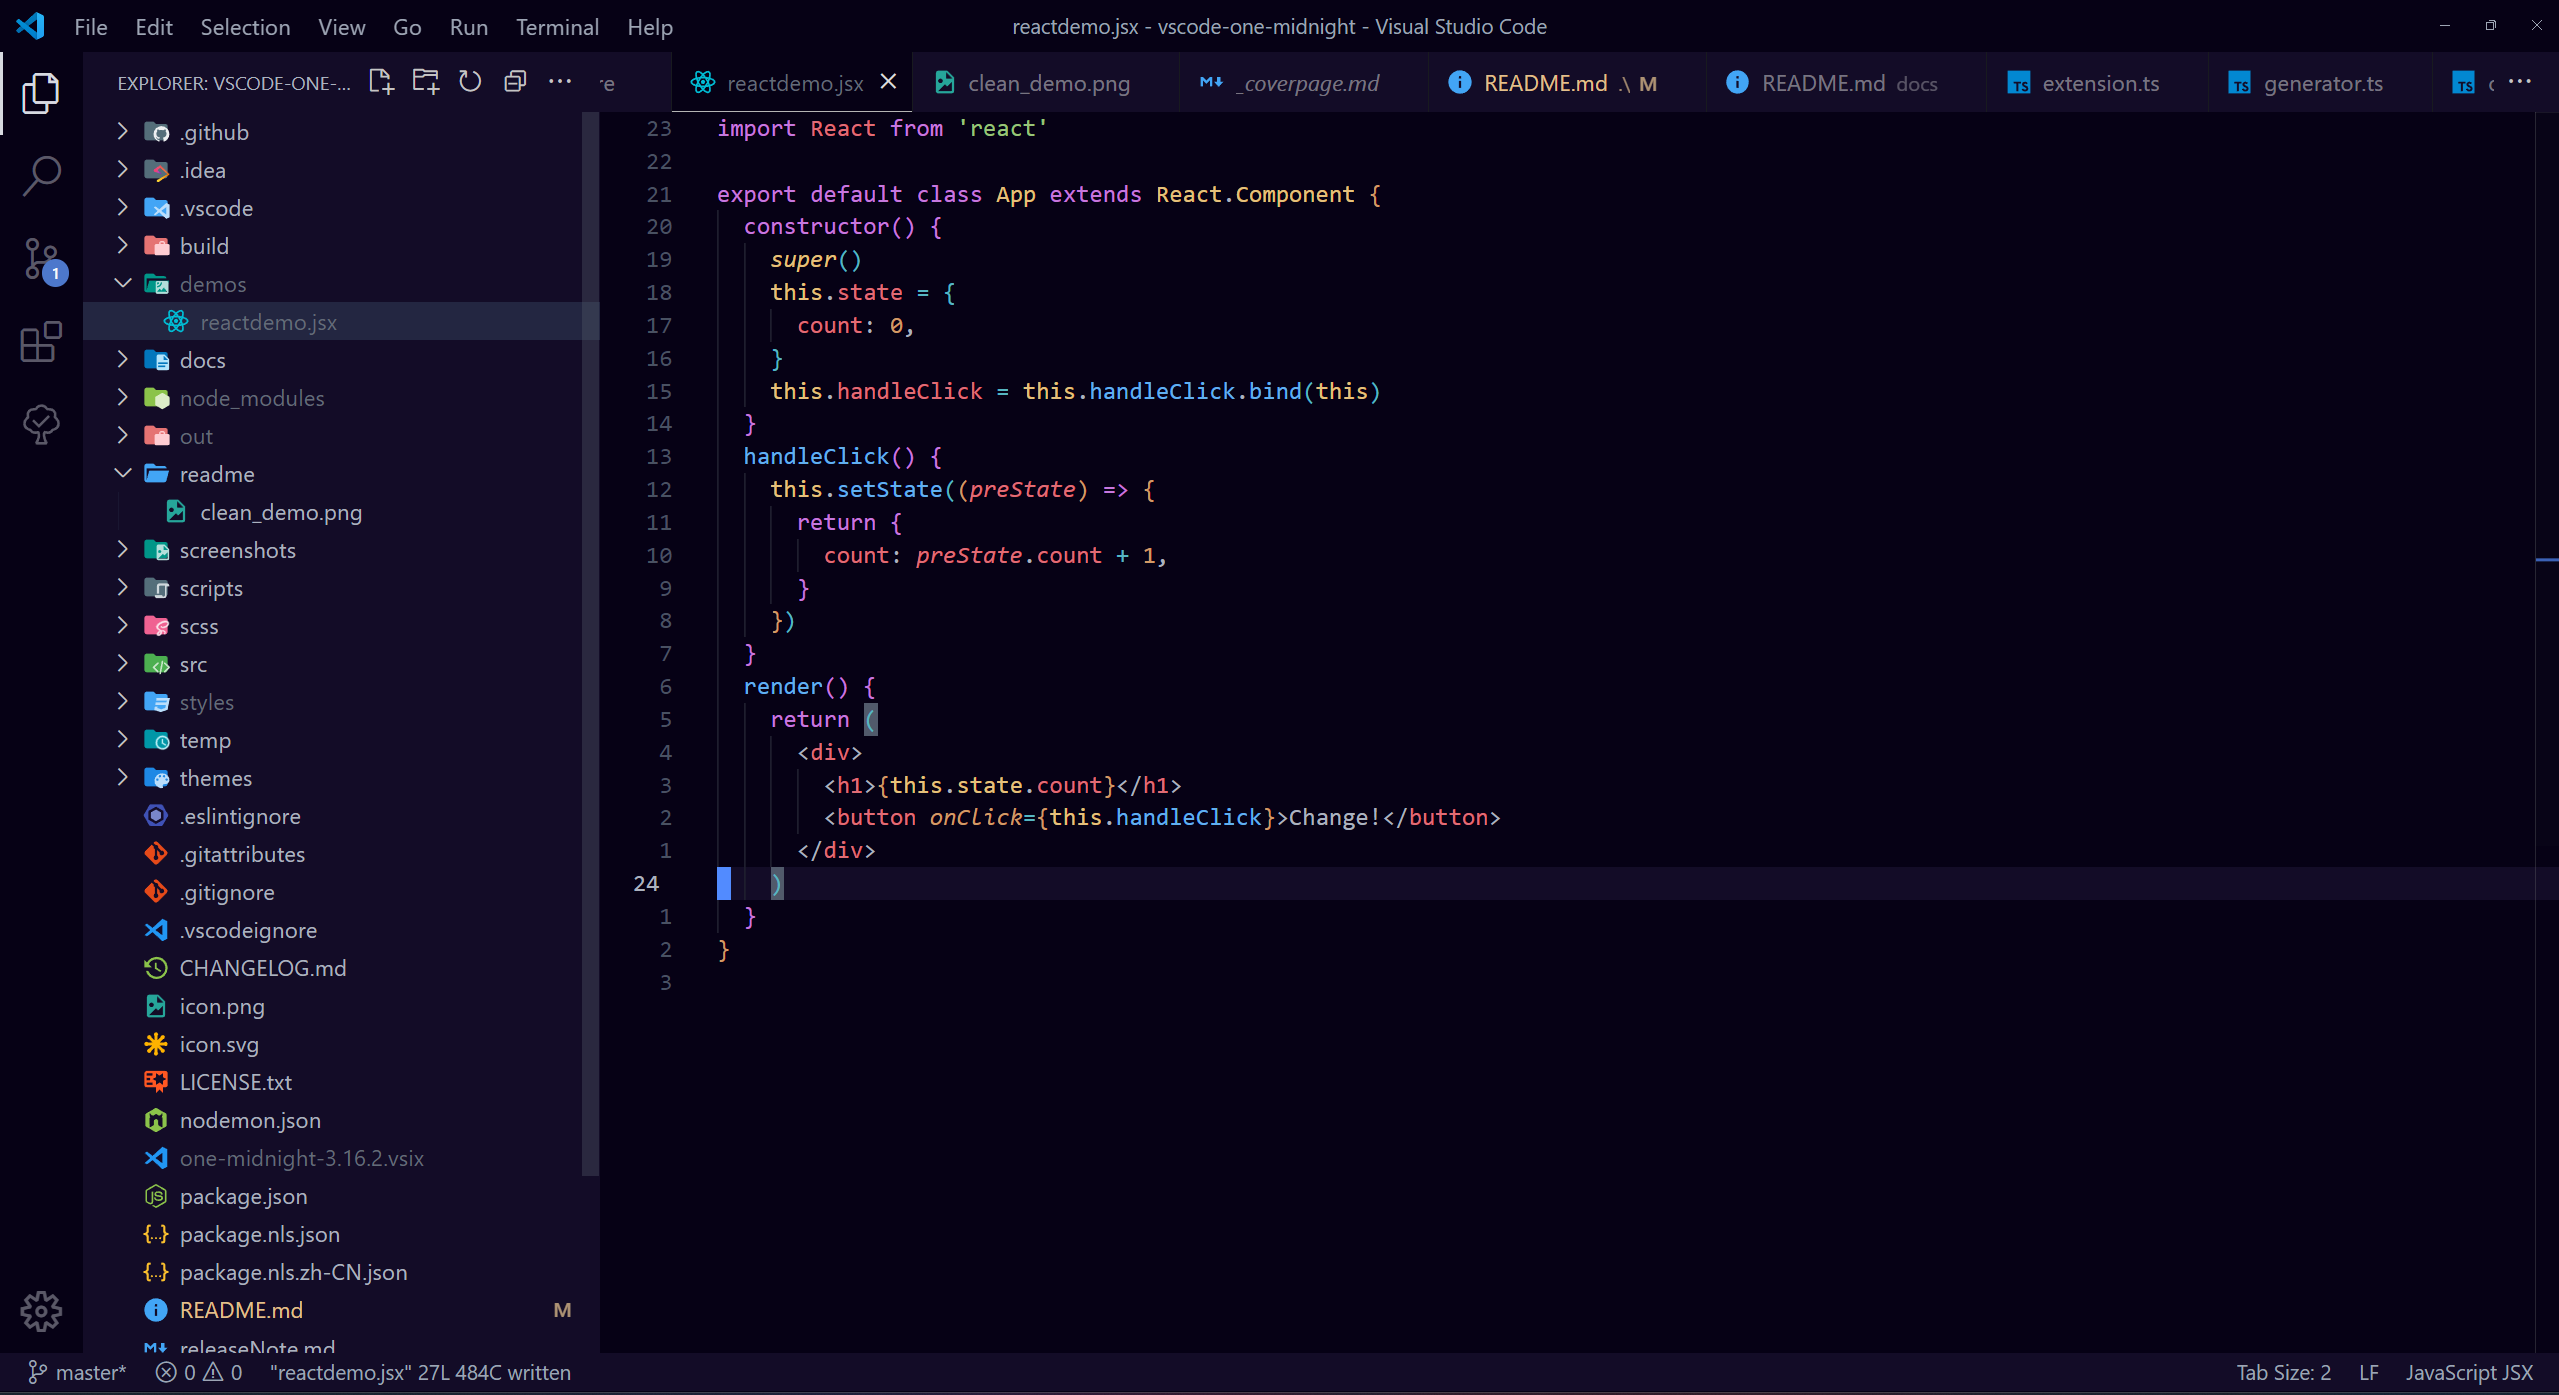 File Edit Selection View Go Run Terminal Help
reactdemo.jsx - vscode-one-midnight - Visual Studio Code
EXPLORER: VSCODE-ONE-...
re reactdemo.jsx clean_demo.png _coverpage.md README.md .\ M README.md docs extension.ts generator.ts
.github
.idea
.vscode
build
demos
reactdemo.jsx
docs
node_modules
out
readme
clean_demo.png
screenshots
scripts
scss
src
styles
temp
themes
.eslintignore
.gitattributes
.gitignore
.vscodeignore
CHANGELOG.md
icon.png
icon.svg
LICENSE.txt
nodemon.json
one-midnight-3.16.2.vsix
package.json
package.nls.json
package.nls.zh-CN.json
README.md M
releaseNote.md
1
23 import React from 'react'
22
21 export default class App extends React.Component {
20 constructor() {
19 super()
18 this.state = {
17 count: 0,
16 }
15 this.handleClick = this.handleClick.bind(this)
14 }
13 handleClick() {
12 this.setState((preState) => {
11 return {
10 count: preState.count + 1,
9 }
8 })
7 }
6 render() {
5 return (
4 <div>
3 <h1>{this.state.count}</h1>
2 <button onClick={this.handleClick}>Change!</button>
1 </div>
24 )
1 }
2 }
3
master* 0 0 "reactdemo.jsx" 27L 484C written
Tab Size: 2 LF JavaScript JSX